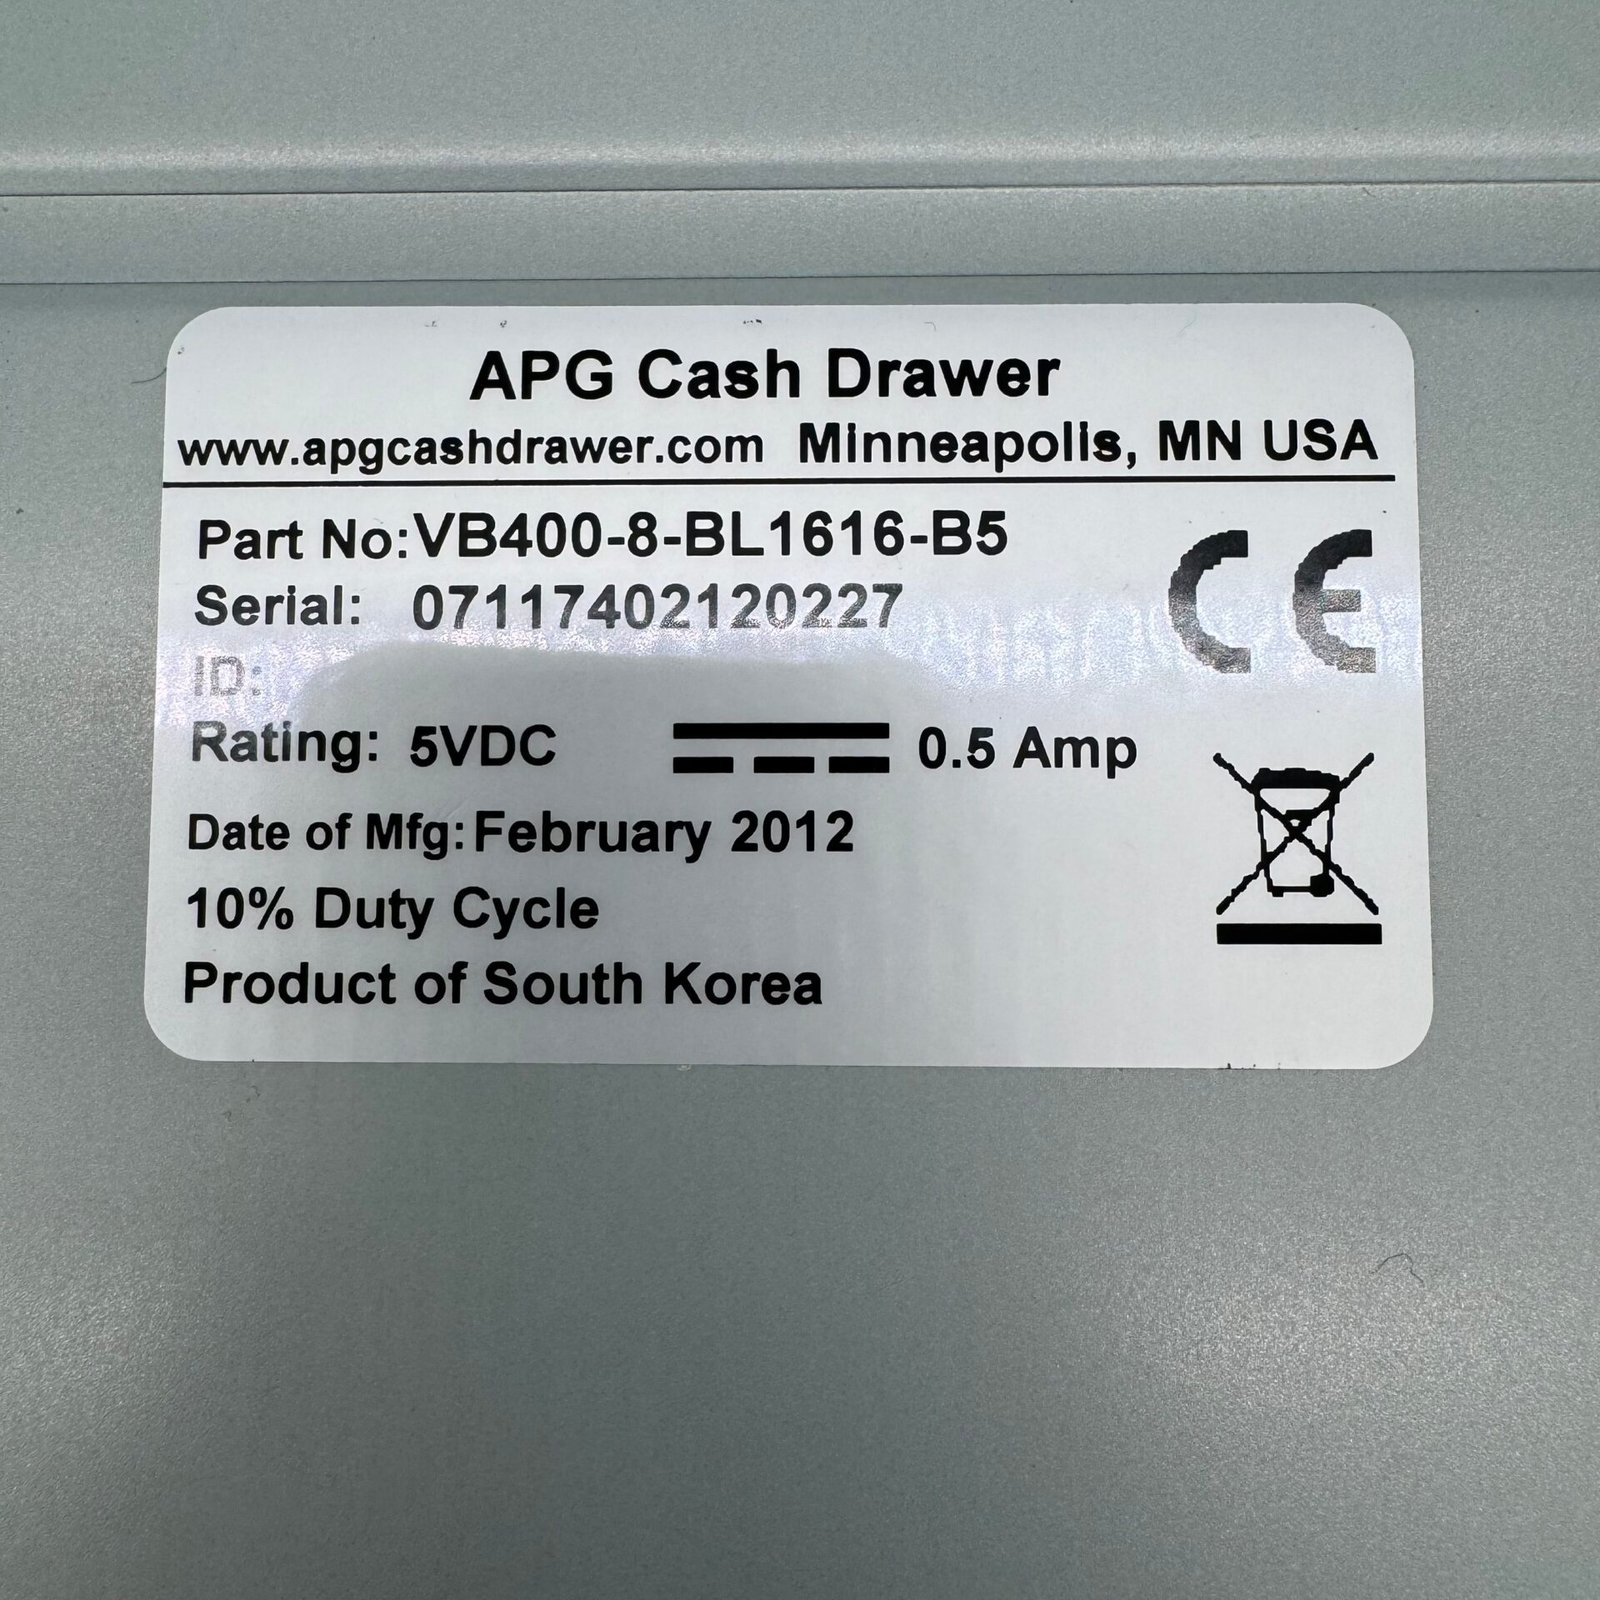 APG Cash Drawer
www.apgcashdrawer.com Minneapolis, MN USA
Part No: VB400-8-BL1616-B5
Serial: 07117402120227
ID:
Rating: 5VDC 0.5 Amp
Date of Mfg: February 2012
10% Duty Cycle
Product of South Korea
CE